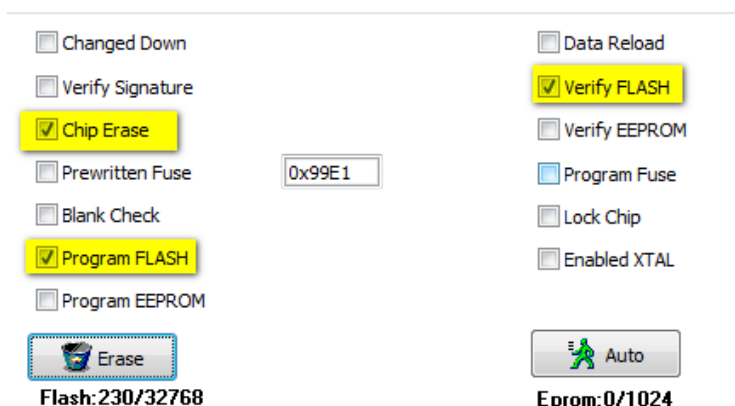 Changed Down
Verify Signature
Chip Erase
Prewritten Fuse 0x99E1
Blank Check
Program FLASH
Program EEPROM
Erase
Flash:230/32768
Data Reload
Verify FLASH
Verify EEPROM
Program Fuse
Lock Chip
Enabled XTAL
Auto
Eprom:0/1024